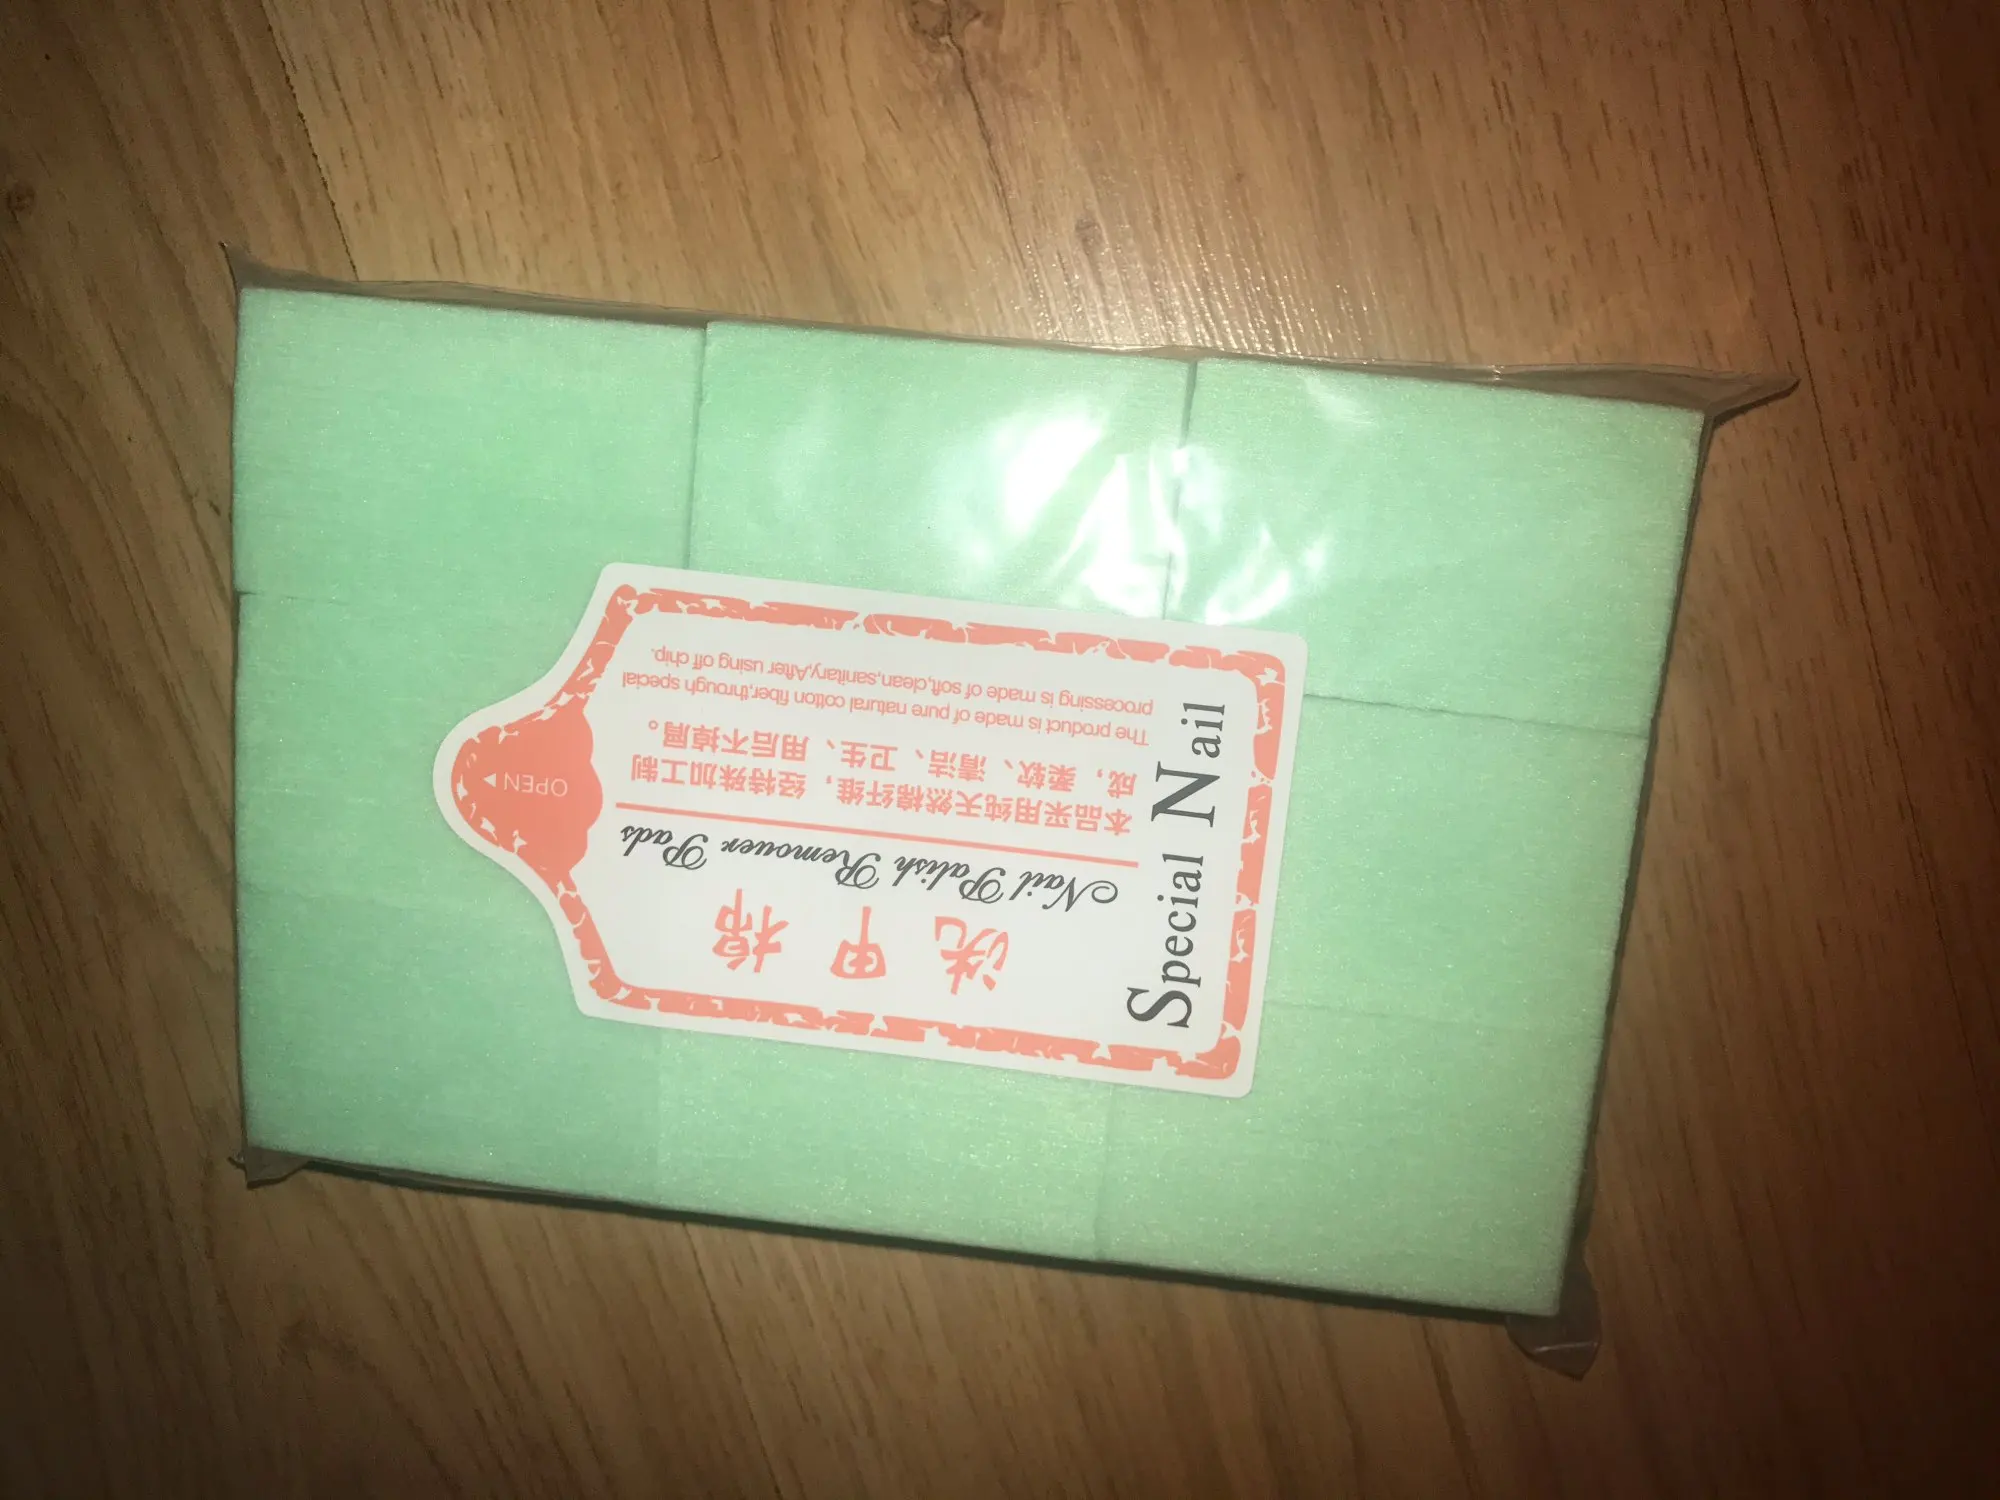 Special Nail
洗甲棉
Nail Palish Remouer Pads
本品采用纯天然棉纤维，经特殊加工制
成，柔软、清洁、卫生、用后不掉屑。
The product is made of pure natural cotton fiber,through special
processing is made of soft,clean,sanitary,After using off chip.
OPEN